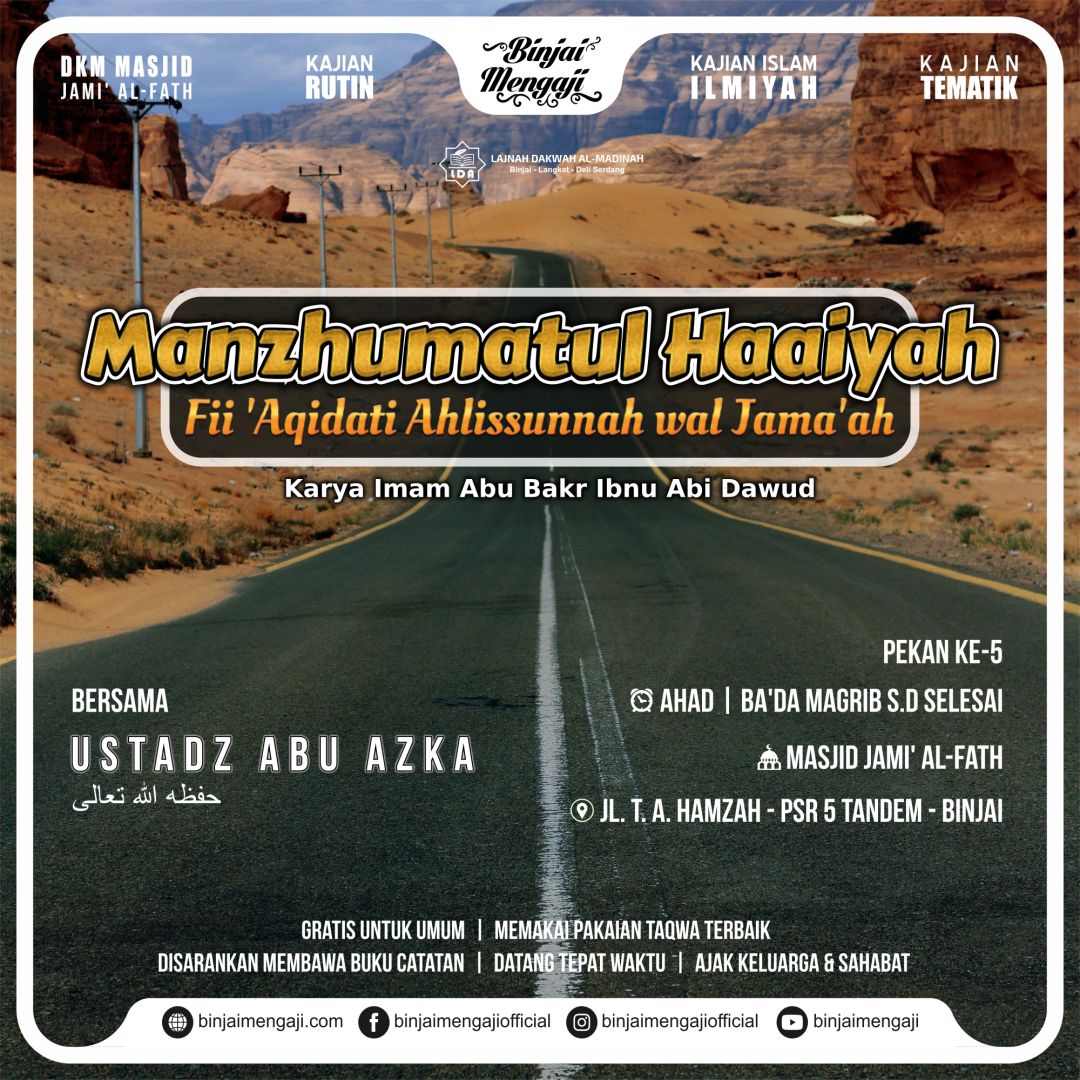 DKM MASJID
JAMI' AL-FATH
KAJIAN
RUTIN
Binjai
Mengaji
KAJIAN ISLAM
ILMIYAH
KAJIAN
TEMATIK
LDA
LAJNAH DAKWAH AL-MADINAH
Binjai - Langkat - Deli Serdang
Manzhumatul Haaiyah
Fii 'Aqidati Ahlissunnah wal Jama'ah
Karya Imam Abu Bakr Ibnu Abi Dawud
BERSAMA
USTADZ ABU AZKA
حفظه الله تعالى
PEKAN KE-5
AHAD | BA'DA MAGRIB S.D SELESAI
MASJID JAMI' AL-FATH
JL. T. A. HAMZAH - PSR 5 TANDEM - BINJAI
GRATIS UNTUK UMUM | MEMAKAI PAKAIAN TAQWA TERBAIK
DISARANKAN MEMBAWA BUKU CATATAN | DATANG TEPAT WAKTU | AJAK KELUARGA & SAHABAT
binjaimengaji.com binjaimengajiofficial binjaimengajiofficial binjaimengaji